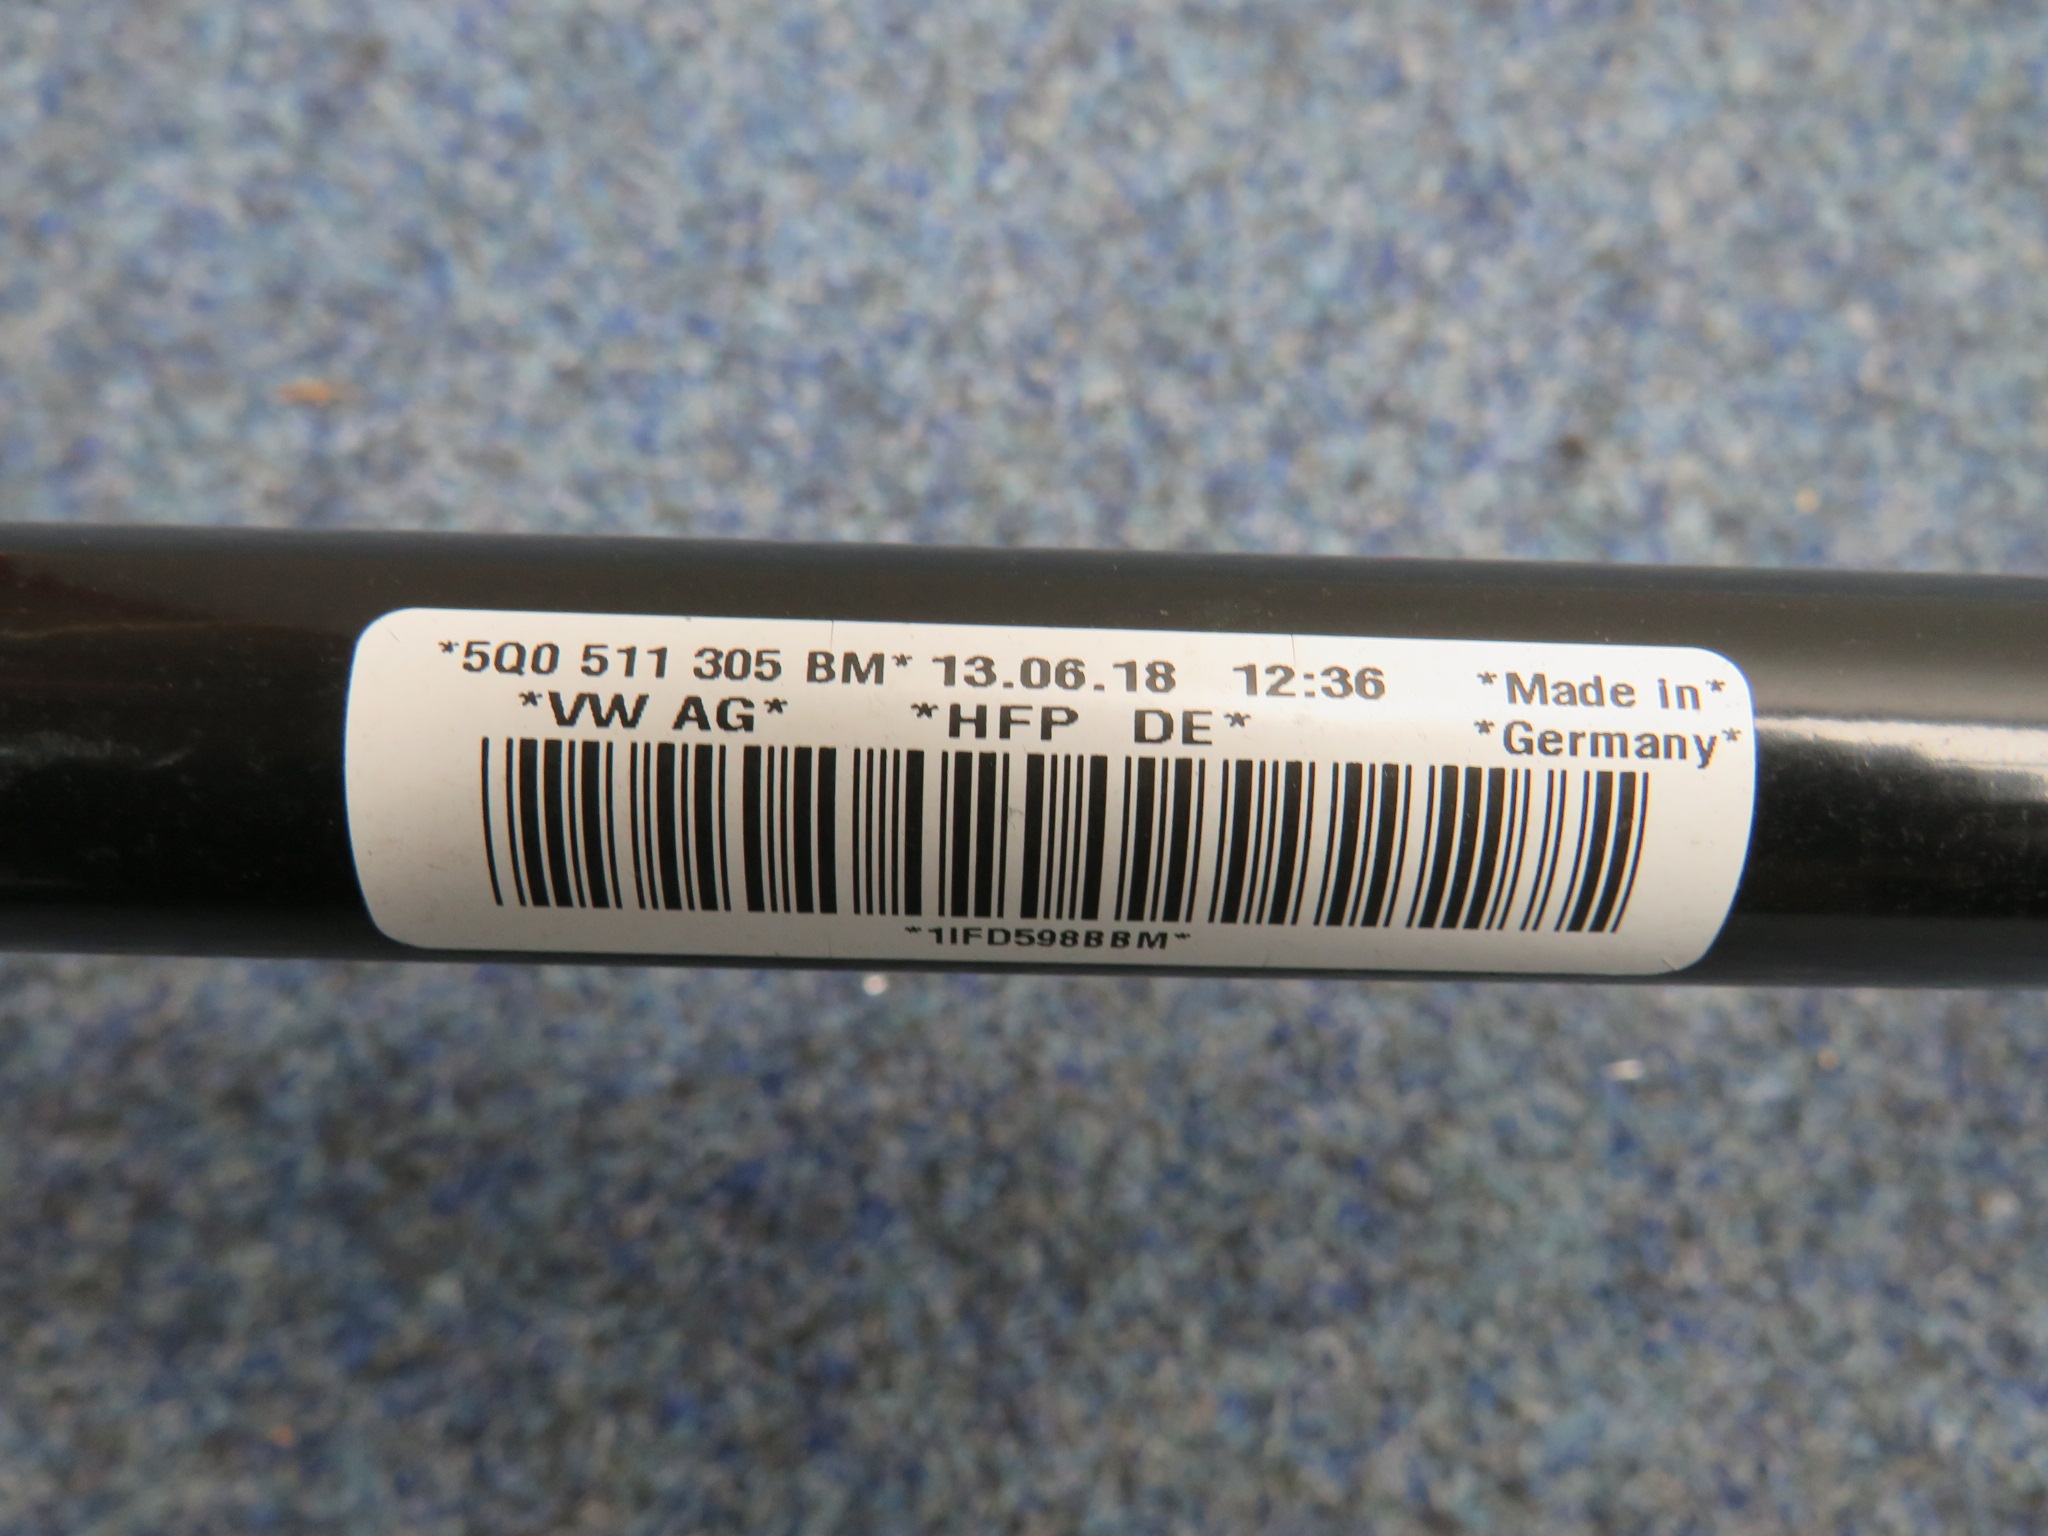 *5Q0 511 305 BM* 13.06.18 12:36 *Made in*
*VW AG* *HFP DE* *Germany*
*1IFD598BBM*